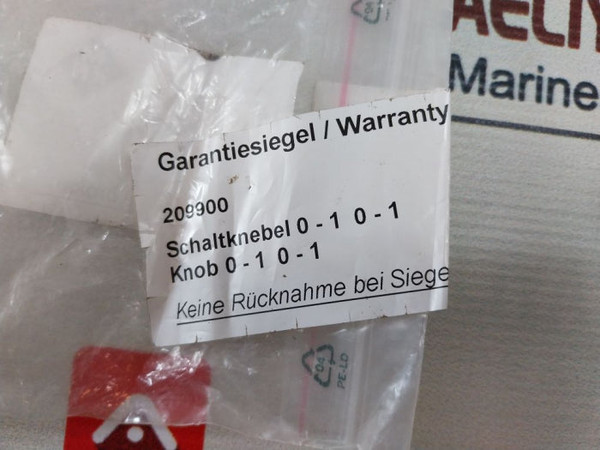 Marine
Garantiesiegel / Warranty
209900
Schaltknebel 0 - 1 0 - 1
Knob 0 - 1 0 - 1
Keine Rücknahme bei Siege
04
PE-LD